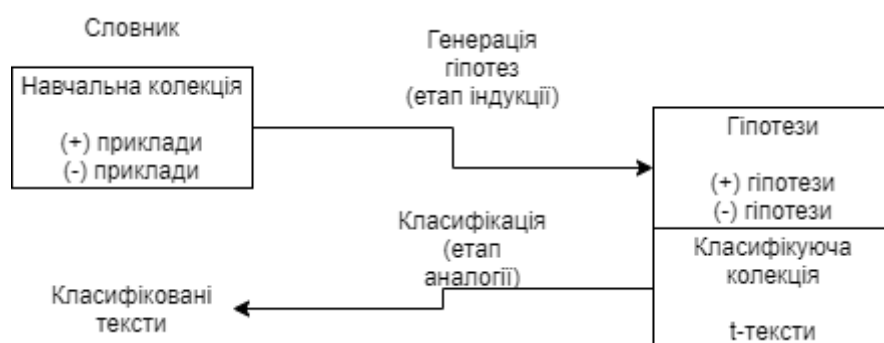 Словник
Навчальна колекція
(+) приклади
(-) приклади
Генерація
гіпотез
(етап індукції)
Гіпотези
(+) гіпотези
(-) гіпотези
Класифікація
(етап
аналогії)
Класифікуюча
колекція
t-тексти
Класифіковані
тексти